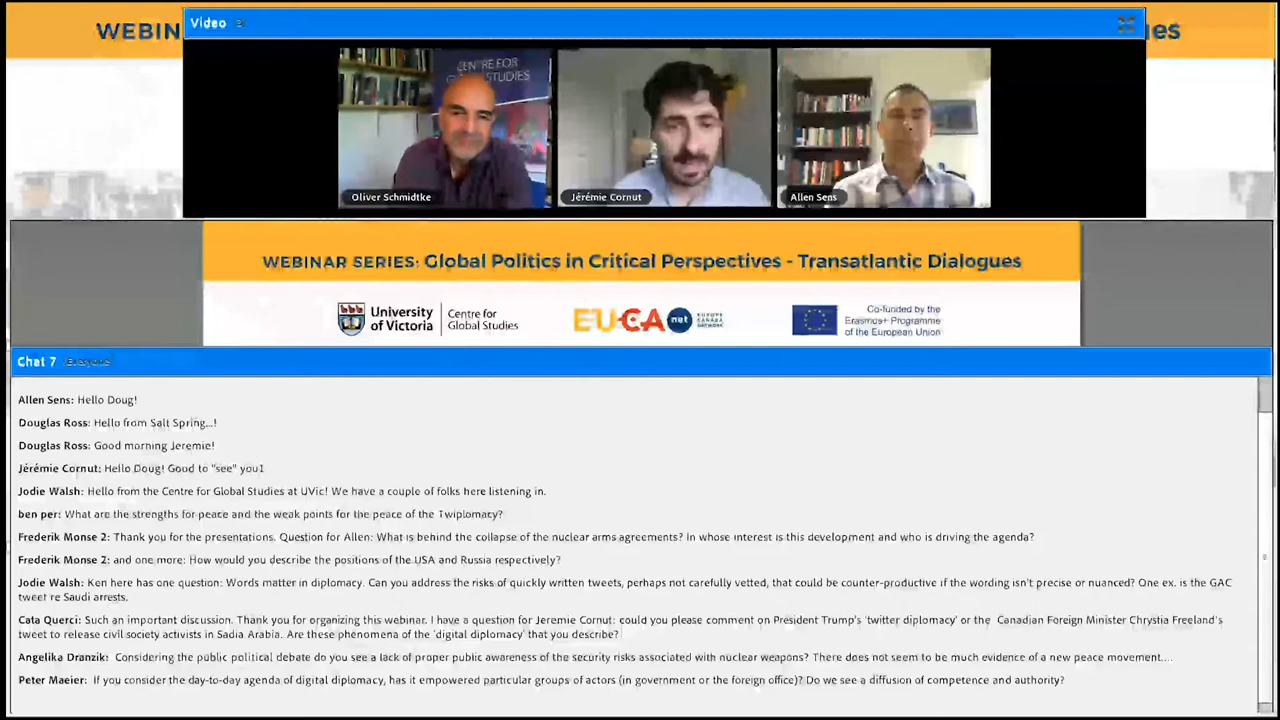 WEBIN
Video 3
ies
CENTRE FOR
GLOBAL STUDIES
Oliver Schmidtke
Jérémie Cornut
Allen Sens
WEBINAR SERIES: Global Politics in Critical Perspectives - Transatlantic Dialogues
University of Victoria
Centre for Global Studies
EUCAnet
EUROPE
CANADA
NETWORK
Co-funded by the
Erasmus+ Programme
of the European Union
Chat 7 (Everyone)
Allen Sens: Hello Doug!
Douglas Ross: Hello from Salt Spring...!
Douglas Ross: Good morning Jeremie!
Jérémie Cornut: Hello Doug! Good to "see" you1
Jodie Walsh: Hello from the Centre for Global Studies at UVic! We have a couple of folks here listening in.
ben per: What are the strengths for peace and the weak points for the peace of the Twiplomacy?
Frederik Monse 2: Thank you for the presentations. Question for Allen: What is behind the collapse of the nuclear arms agreements? In whose interest is this development and who is driving the agenda?
Frederik Monse 2: and one more: How would you describe the positions of the USA and Russia respectively?
Jodie Walsh: Ken here has one question: Words matter in diplomacy. Can you address the risks of quickly written tweets, perhaps not carefully vetted, that could be counter-productive if the wording isn't precise or nuanced? One ex. is the GAC
tweet re Saudi arrests.
Cata Querci: Such an important discussion. Thank you for organizing this webinar. I have a question for Jeremie Cornut: could you please comment on President Trump's 'twitter diplomacy' or the Canadian Foreign Minister Chrystia Freeland's
tweet to release civil society activists in Sadia Arabia. Are these phenomena of the 'digital diplomacy' that you describe?
Angelika Dranzik: Considering the public political debate do you see a lack of proper public awareness of the security risks associated with nuclear weapons? There does not seem to be much evidence of a new peace movement....
Peter Maeier: If you consider the day-to-day agenda of digital diplomacy, has it empowered particular groups of actors (in government or the foreign office)? Do we see a diffusion of competence and authority?